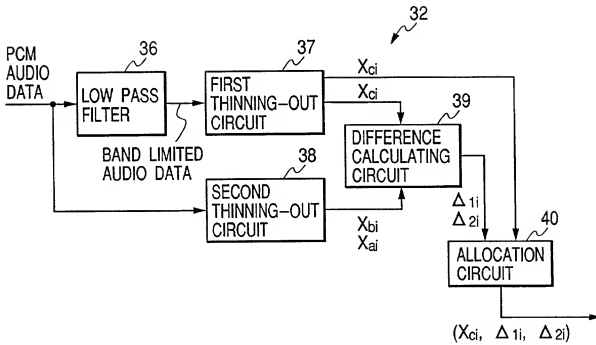 PCM
AUDIO
DATA
36
LOW PASS
FILTER
BAND LIMITED
AUDIO DATA
37
FIRST
THINNING-OUT
CIRCUIT
Xci
Xci
32
38
SECOND
THINNING-OUT
CIRCUIT
Xbi
Xai
39
DIFFERENCE
CALCULATING
CIRCUIT
Δ1i
Δ2i
40
ALLOCATION
CIRCUIT
(Xci, Δ1i, Δ2i)